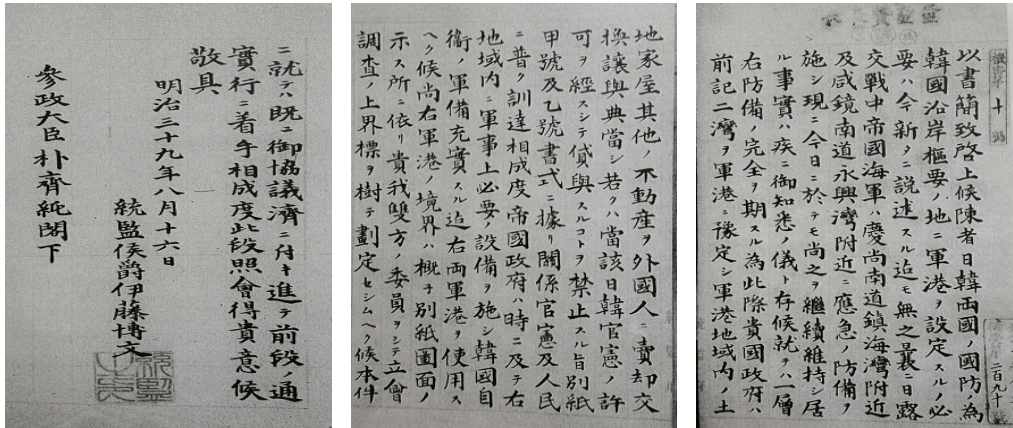 機密第十號
以書簡致啓上候陳者日韓両國ノ國防ノ為
韓國沿岸樞要ノ地ニ軍港ヲ設定スルノ必
要ハ今新タニ説述スル迄モ無之曩ニ日露
交戰中帝國海軍ハ慶尚南道鎮海灣附近
及咸鏡南道永興灣附近ニ應急ノ防備ヲ
施シ現ニ今日ニ於テモ尚之ヲ繼續維持シ居
ル事實ハ疾ニ御知悉ノ儀ト存候就テハ一層
右防備ノ完全ヲ期スル為此際貴國政府ハ
前記二灣ヲ軍港ニ豫定シ軍港地域内ノ土
地家屋其他ノ不動産ヲ外國人ニ賣却交
換讓與典當シ若クハ當該日韓官憲ノ許
可ヲ経スシテ貸與スルコトヲ禁止スル旨別紙
甲號及乙號書式ニ據リ關係官憲及人民
ニ普ク訓達相成度帝國政府ハ時ニ及テ右
地域内ニ軍事上必要ノ設備ヲ施シ韓國自
衛ノ軍備充實スル迄右両軍港ヲ使用ス
ヘク候尚右軍港ノ境界ハ概子別紙圖面ノ
示ス所ニ依リ貴我雙方ノ委員ヲシテ立會
調査ノ上界標ヲ樹テ劃定セシムヘク候本件
ニ就テハ既ニ御協議濟ニ付キ進テ前段ノ通
實行ニ着手相成度此段照會得貴意候
敬具
明治三十九年八月十六日
統監侯爵伊藤博文
參政大臣朴齊純閣下